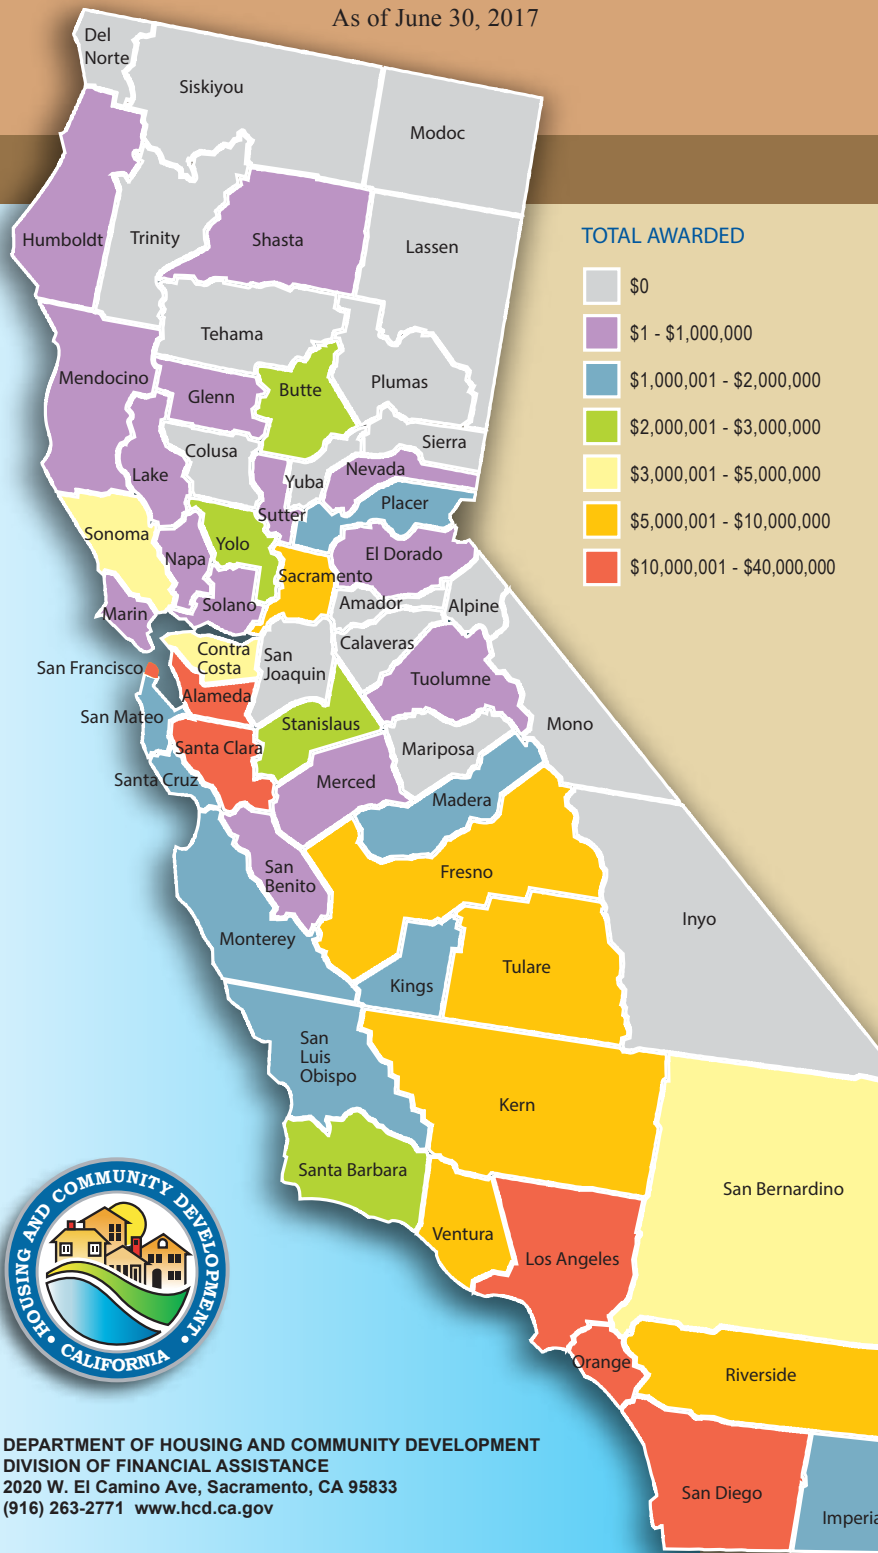 As of June 30, 2017
Del
Norte
Siskiyou
Modoc
Humboldt
Trinity
Shasta
Lassen
TOTAL AWARDED
$0
$1 - $1,000,000
$1,000,001 - $2,000,000
$2,000,001 - $3,000,000
$3,000,001 - $5,000,000
$5,000,001 - $10,000,000
$10,000,001 - $40,000,000
Tehama
Mendocino
Glenn
Butte
Plumas
Colusa
Sierra
Lake
Yuba
Nevada
Sutter
Placer
Sonoma
Napa
Yolo
Sacramento
El Dorado
Marin
Solano
Amador
Alpine
San Francisco
Contra
Costa
San
Joaquin
Calaveras
Alameda
Tuolumne
San Mateo
Stanislaus
Mono
Santa Clara
Mariposa
Santa Cruz
Merced
Madera
San
Benito
Fresno
Inyo
Monterey
Kings
Tulare
San
Luis
Obispo
Kern
Santa Barbara
San Bernardino
Ventura
Los Angeles
Orange
Riverside
San Diego
Imperia
HOUSING AND COMMUNITY DEVELOPMENT
CALIFORNIA
DEPARTMENT OF HOUSING AND COMMUNITY DEVELOPMENT
DIVISION OF FINANCIAL ASSISTANCE
2020 W. El Camino Ave, Sacramento, CA 95833
(916) 263-2771 www.hcd.ca.gov